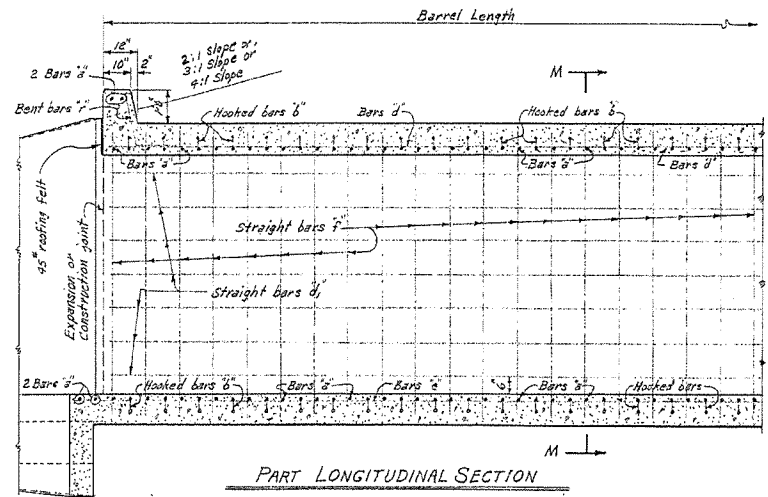 Barrel Length
12"
10"
2"
2:1 slope or
3:1 slope or
4:1 slope
M
2 Bars "a"
Bent bars "r"
Hooked bars "b"
Bars "d"
Hooked bars "b"
Bars "a"
Bars "a"
Bars "d"
45# roofing felt
Expansion or
Construction joint
Straight bars "f"
Straight bars "d1"
2 Bars "a"
Hooked bars "b"
Bars "a"
Bars "e"
Bars "a"
Hooked bars
M
PART LONGITUDINAL SECTION